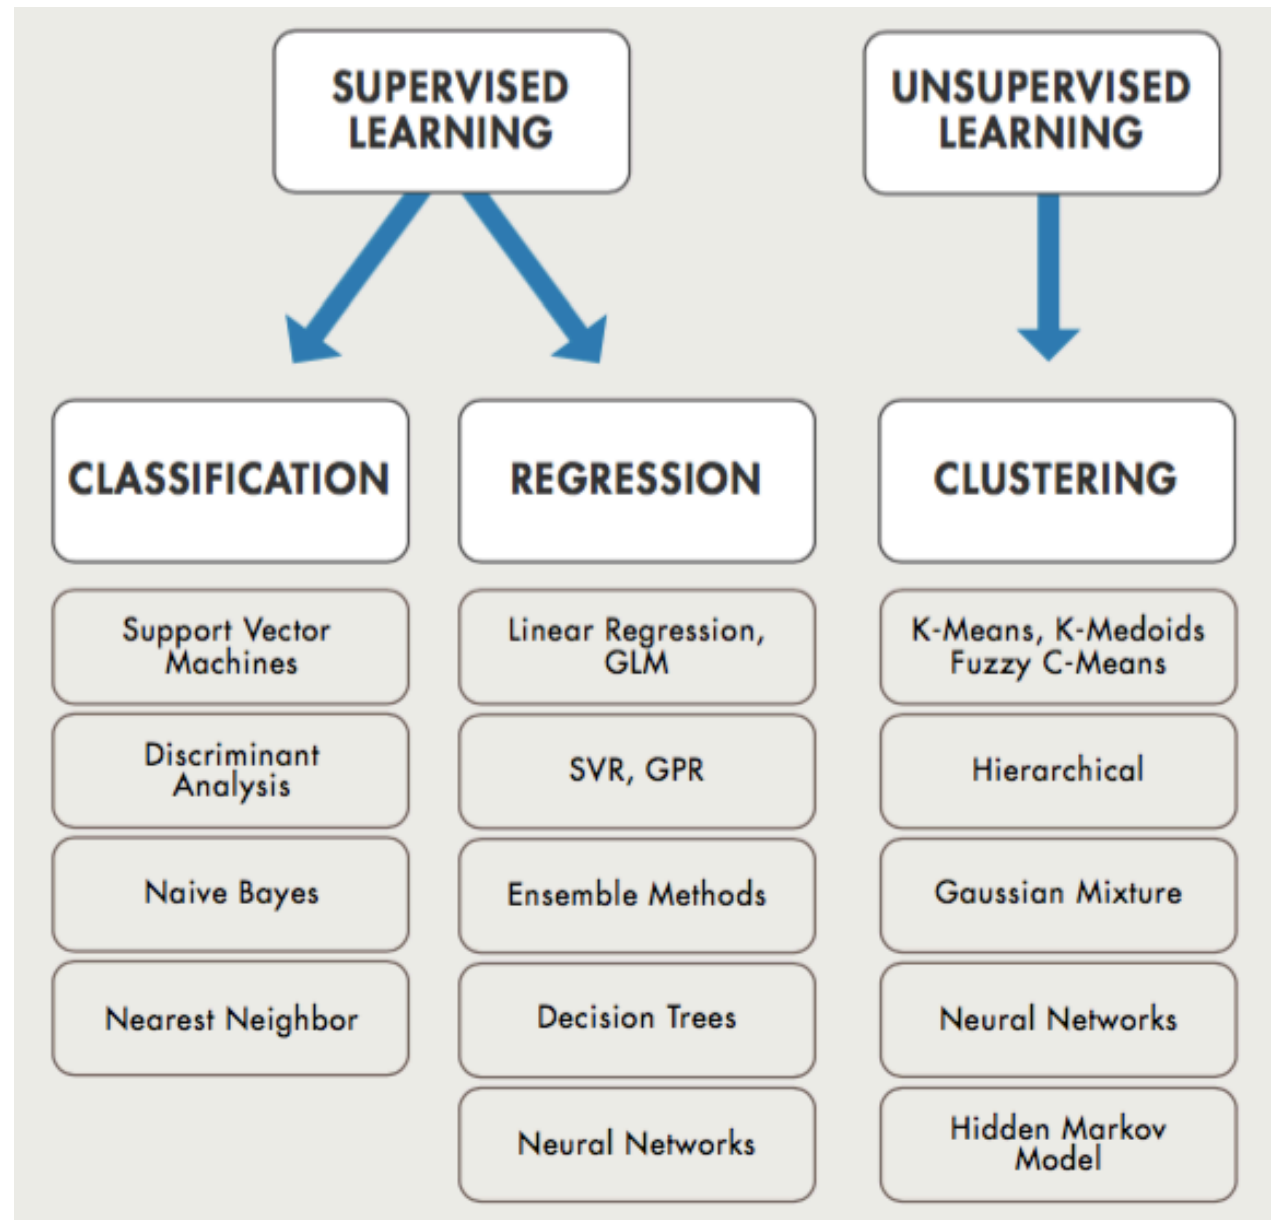 SUPERVISED
LEARNING
UNSUPERVISED
LEARNING
CLASSIFICATION
Support Vector
Machines
Discriminant
Analysis
Naive Bayes
Nearest Neighbor
REGRESSION
Linear Regression,
GLM
SVR, GPR
Ensemble Methods
Decision Trees
Neural Networks
CLUSTERING
K-Means, K-Medoids
Fuzzy C-Means
Hierarchical
Gaussian Mixture
Neural Networks
Hidden Markov
Model